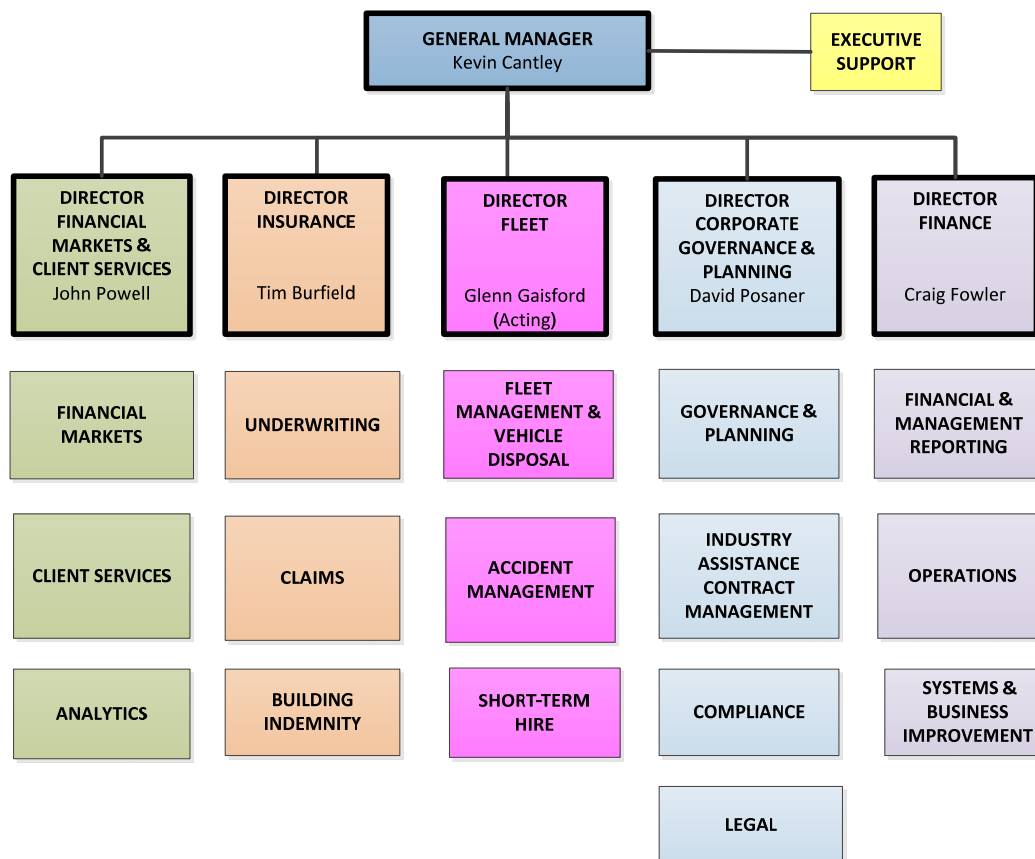 GENERAL MANAGER
Kevin Cantley
EXECUTIVE
SUPPORT
DIRECTOR
FINANCIAL
MARKETS &
CLIENT SERVICES
John Powell
DIRECTOR
INSURANCE
Tim Burfield
DIRECTOR
FLEET
Glenn Gaisford
(Acting)
DIRECTOR
CORPORATE
GOVERNANCE &
PLANNING
David Posaner
DIRECTOR
FINANCE
Craig Fowler
FINANCIAL
MARKETS
UNDERWRITING
FLEET
MANAGEMENT &
VEHICLE
DISPOSAL
GOVERNANCE &
PLANNING
FINANCIAL &
MANAGEMENT
REPORTING
CLIENT SERVICES
CLAIMS
ACCIDENT
MANAGEMENT
INDUSTRY
ASSISTANCE
CONTRACT
MANAGEMENT
OPERATIONS
ANALYTICS
BUILDING
INDEMNITY
SHORT-TERM
HIRE
COMPLIANCE
SYSTEMS &
BUSINESS
IMPROVEMENT
LEGAL